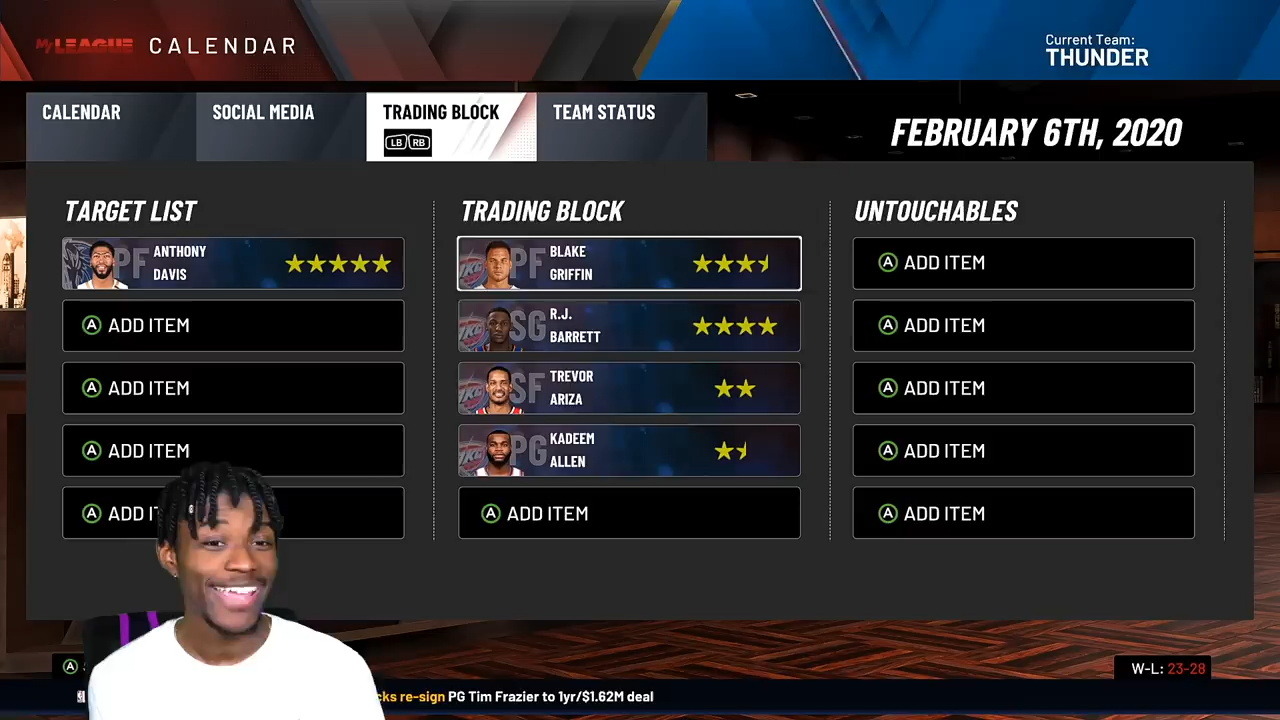 MyLEAGUE CALENDAR
Current Team:
THUNDER
CALENDAR
SOCIAL MEDIA
TRADING BLOCK
LB RB
TEAM STATUS
FEBRUARY 6TH, 2020
TARGET LIST
PF ANTHONY
DAVIS
A ADD ITEM
A ADD ITEM
A ADD ITEM
A ADD IT
TRADING BLOCK
PF BLAKE
GRIFFIN
SG R.J.
BARRETT
SF TREVOR
ARIZA
PG KADEEM
ALLEN
A ADD ITEM
UNTOUCHABLES
A ADD ITEM
A ADD ITEM
A ADD ITEM
A ADD ITEM
A ADD ITEM
A
W-L: 23-28
cks re-sign PG Tim Frazier to 1yr/$1.62M deal